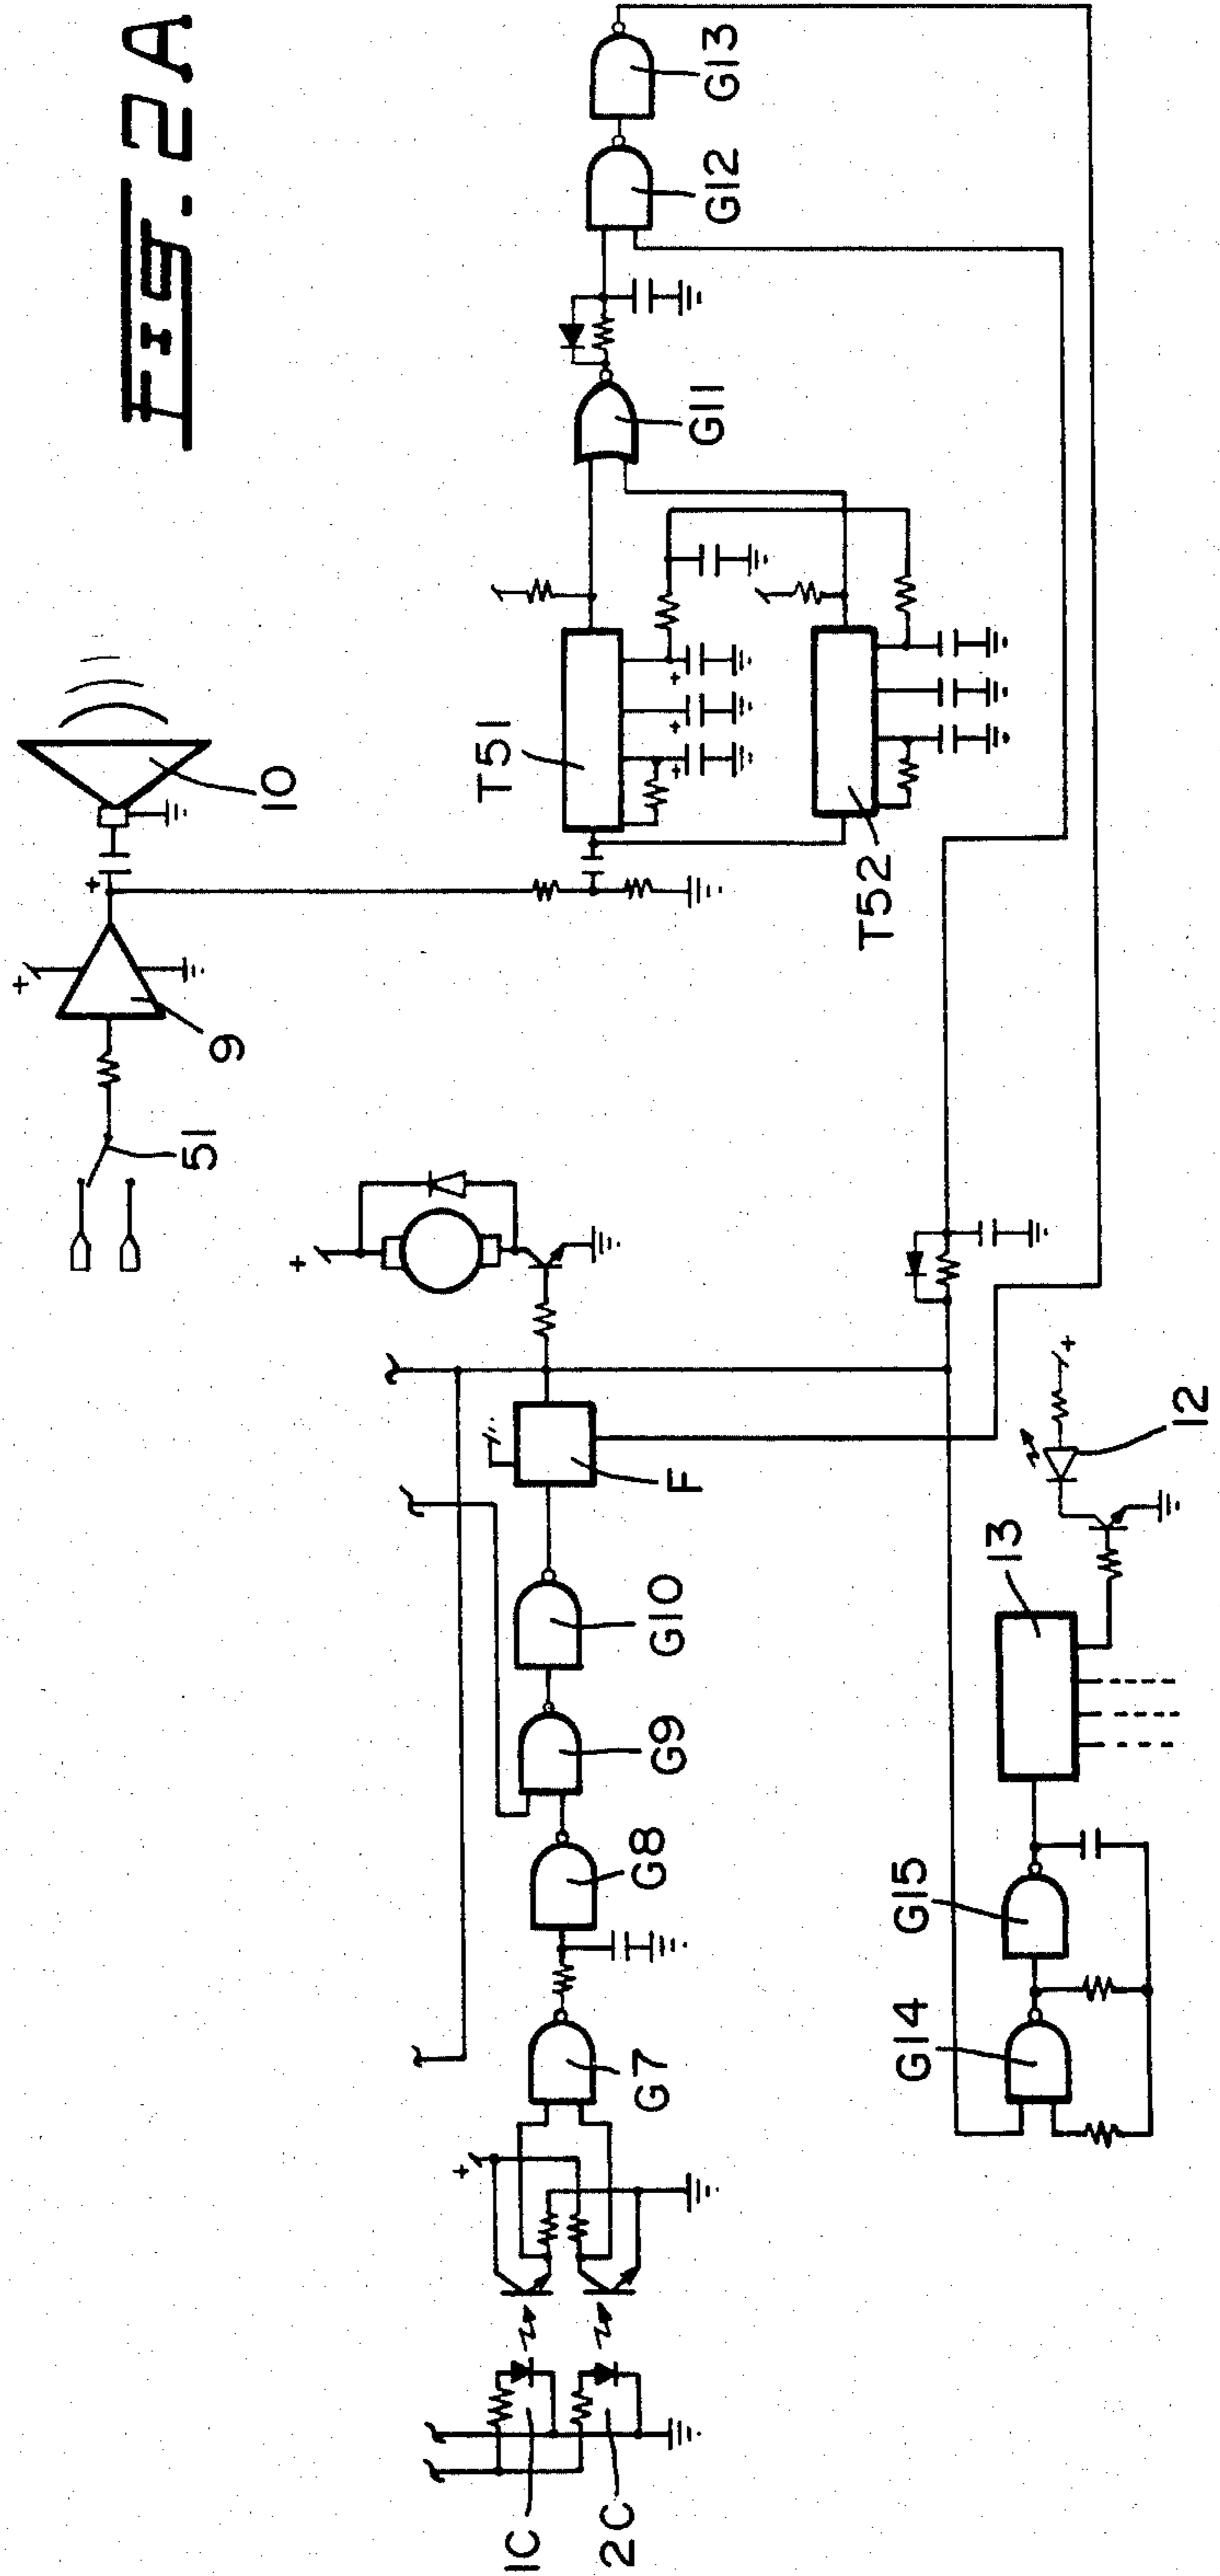 FIG. 2A
10
9
51
T51
T52
G11
G12
G13
F
G10
G9
G8
G7
1C
2C
12
13
G15
G14
+
+
+
+
+
+
+
+